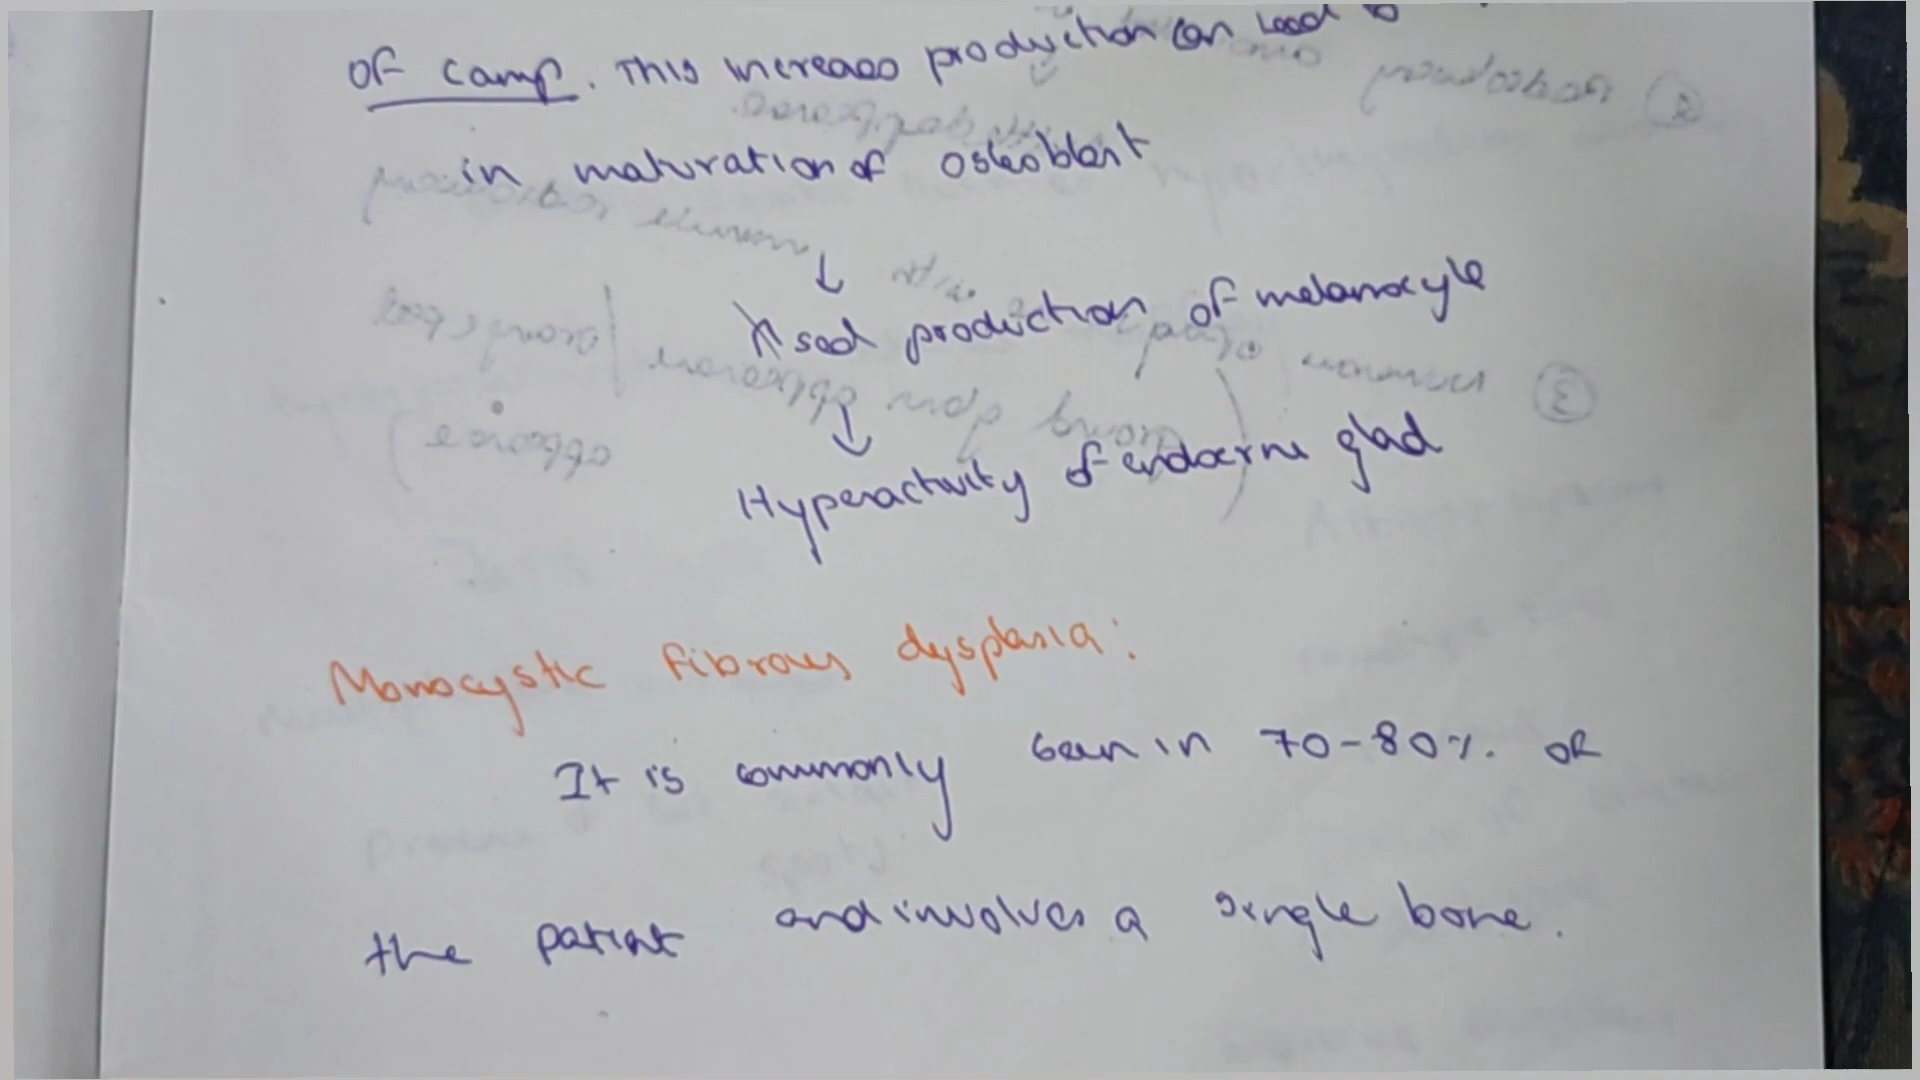 of camp. This increases production can lead to
in maturation of osteoblast
↓
↑sed production of melanocyte
↓
Hyperactivity of endocrine glad
Monocystic fibrous dysplasia:
It is commonly seen in 70-80% of
the patient and involves a single bone.